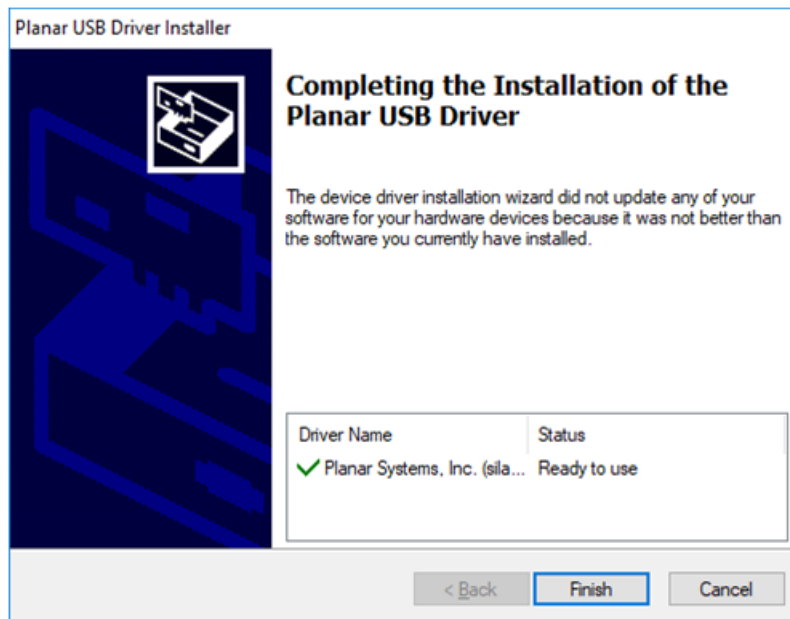 Planar USB Driver Installer
Completing the Installation of the
Planar USB Driver
The device driver installation wizard did not update any of your
software for your hardware devices because it was not better than
the software you currently have installed.
Driver Name Status
Planar Systems, Inc. (sila... Ready to use
< Back Finish Cancel